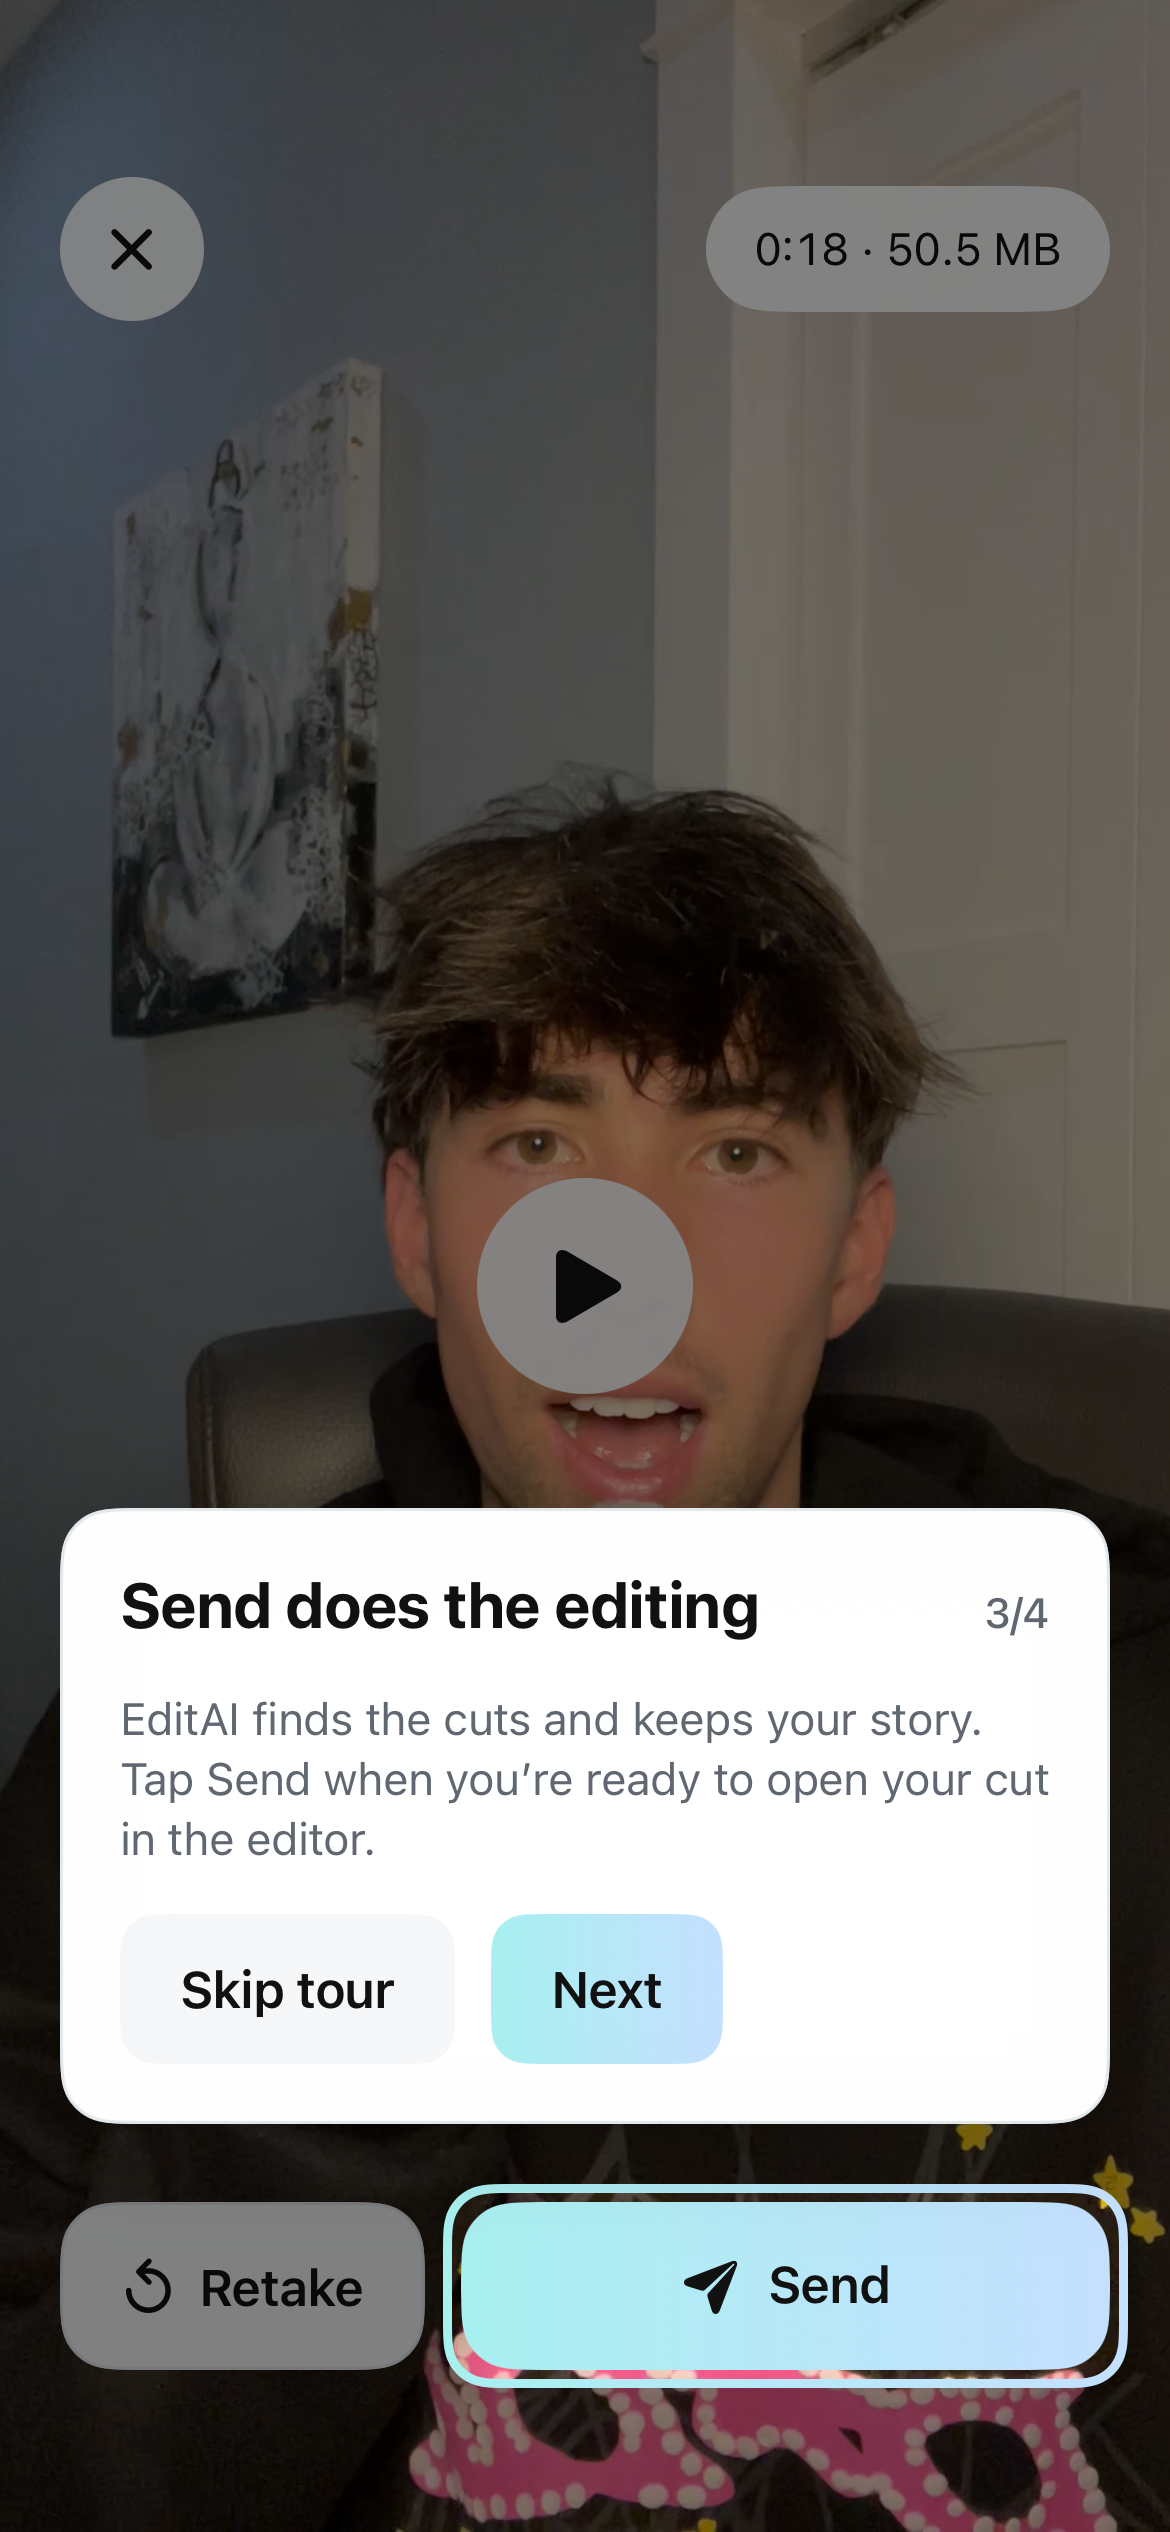 0:18 · 50.5 MB
Send does the editing
3/4
EditAI finds the cuts and keeps your story.
Tap Send when you’re ready to open your cut
in the editor.
Skip tour
Next
Retake
Send